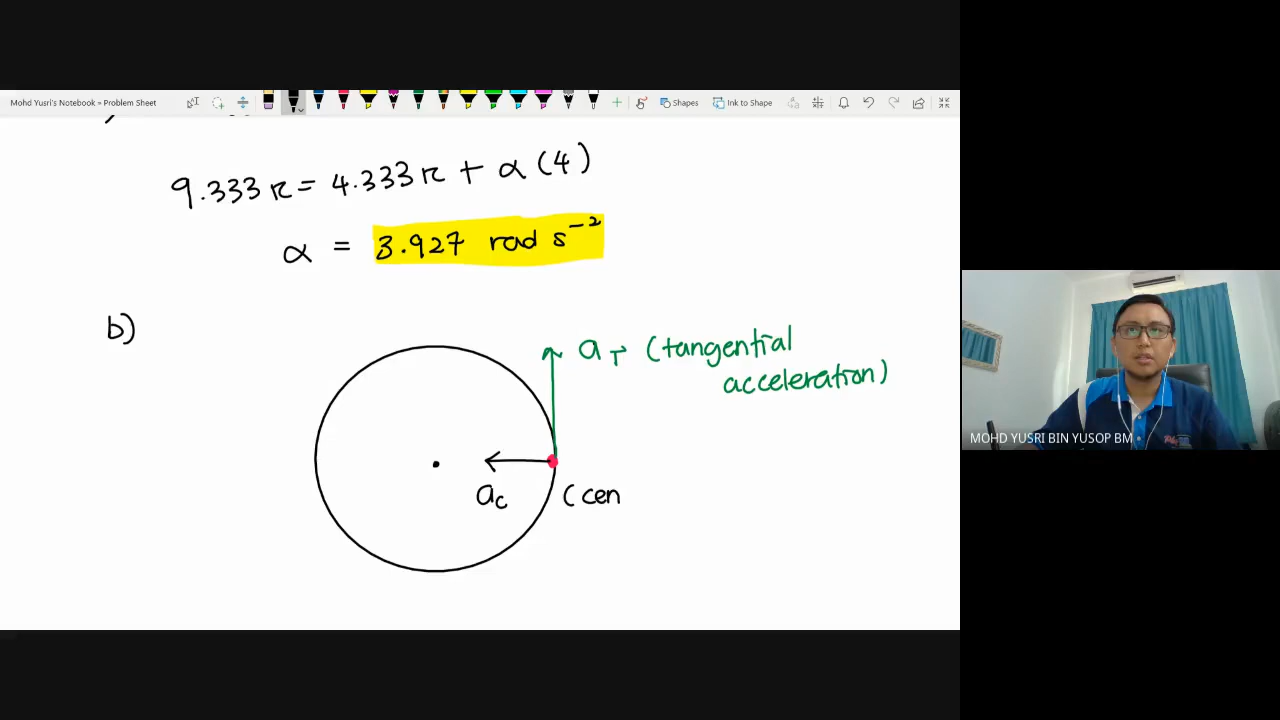 Mohd Yusri's Notebook » Problem Sheet
Shapes
Ink to Shape
9.333π = 4.333π + α (4)
α = 3.927 rad s⁻²
b)
a_T (tangential
acceleration)
a_c (cen
MOHD YUSRI BIN YUSOP BM